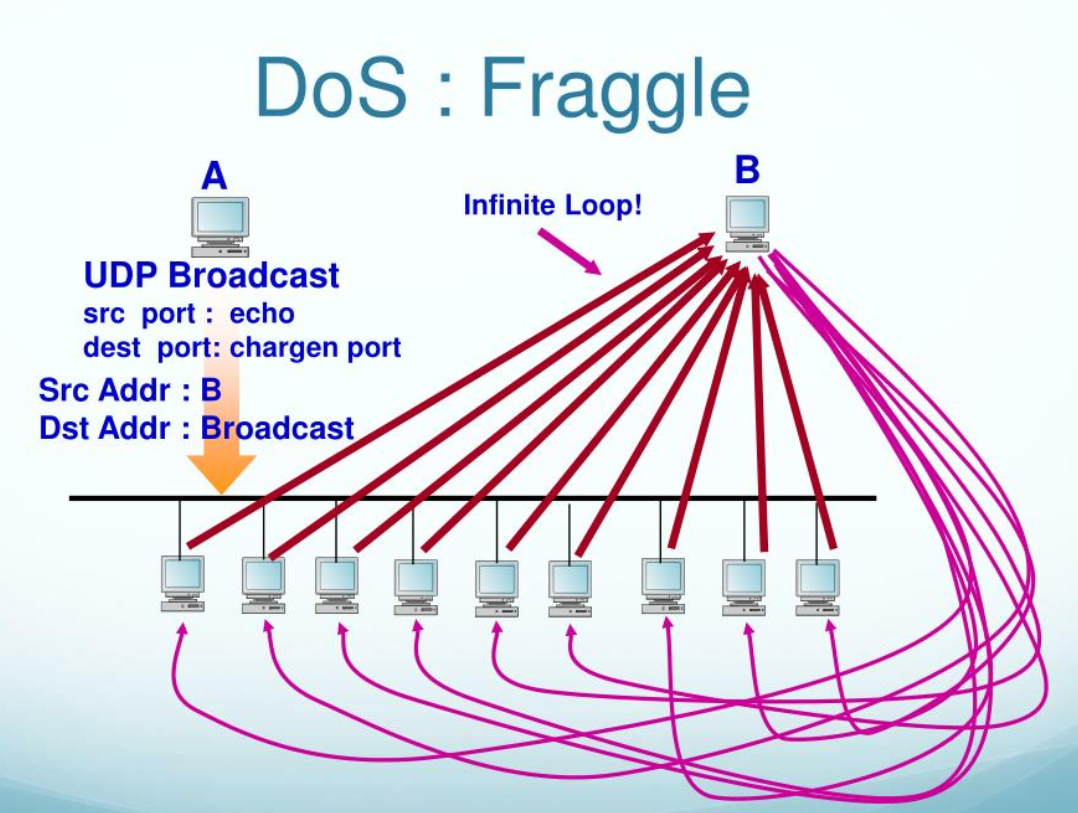 DoS : Fraggle
A
B
Infinite Loop!
UDP Broadcast
src port : echo
dest port: chargen port
Src Addr : B
Dst Addr : Broadcast